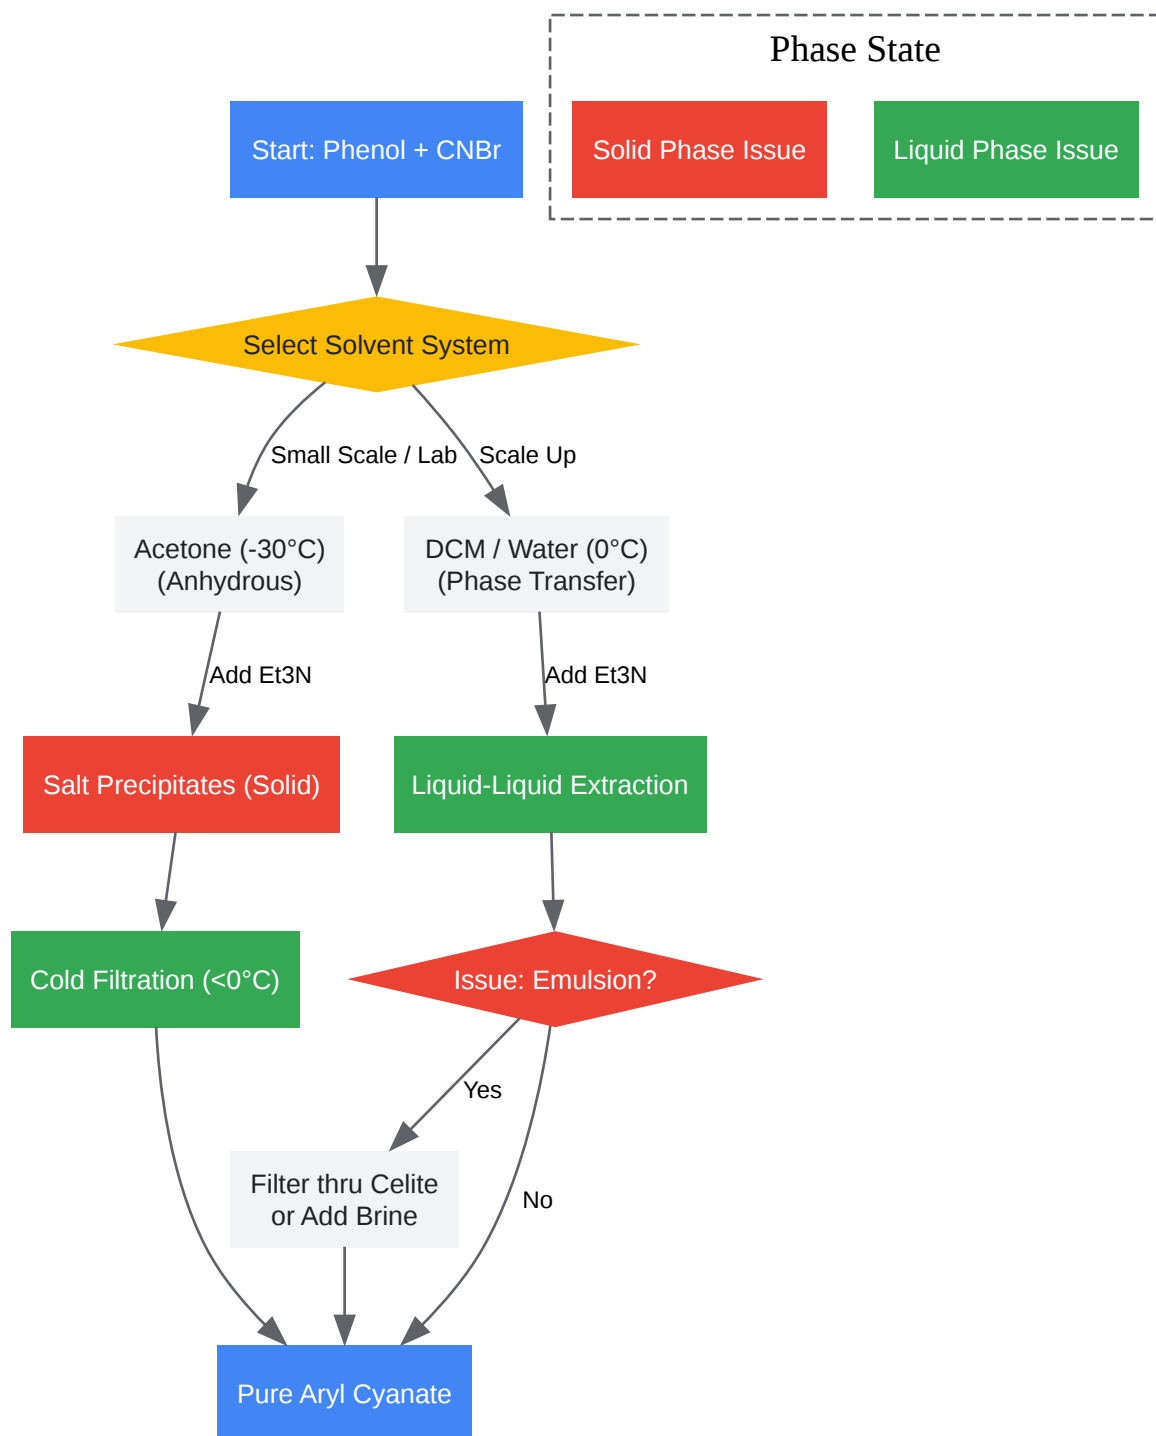 Phase State
Start: Phenol + CNBr
Solid Phase Issue
Liquid Phase Issue
Select Solvent System
Small Scale / Lab
Scale Up
Acetone (-30°C)
(Anhydrous)
DCM / Water (0°C)
(Phase Transfer)
Add Et3N
Add Et3N
Salt Precipitates (Solid)
Liquid-Liquid Extraction
Cold Filtration (<0°C)
Issue: Emulsion?
Yes
Filter thru Celite
or Add Brine
No
Pure Aryl Cyanate